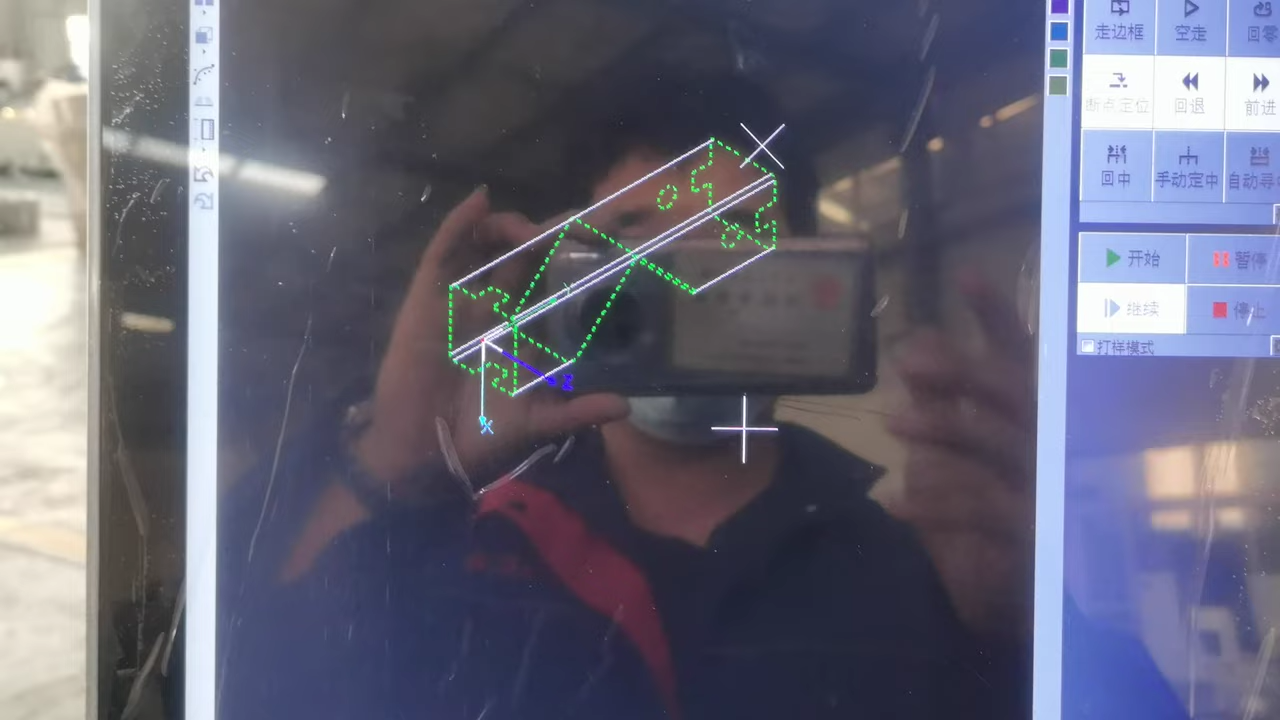 走边框 空走 回零
断点定位 回退 前进
回中 手动定中 自动寻
开始 暂停
继续 停止
打样模式
Z
X